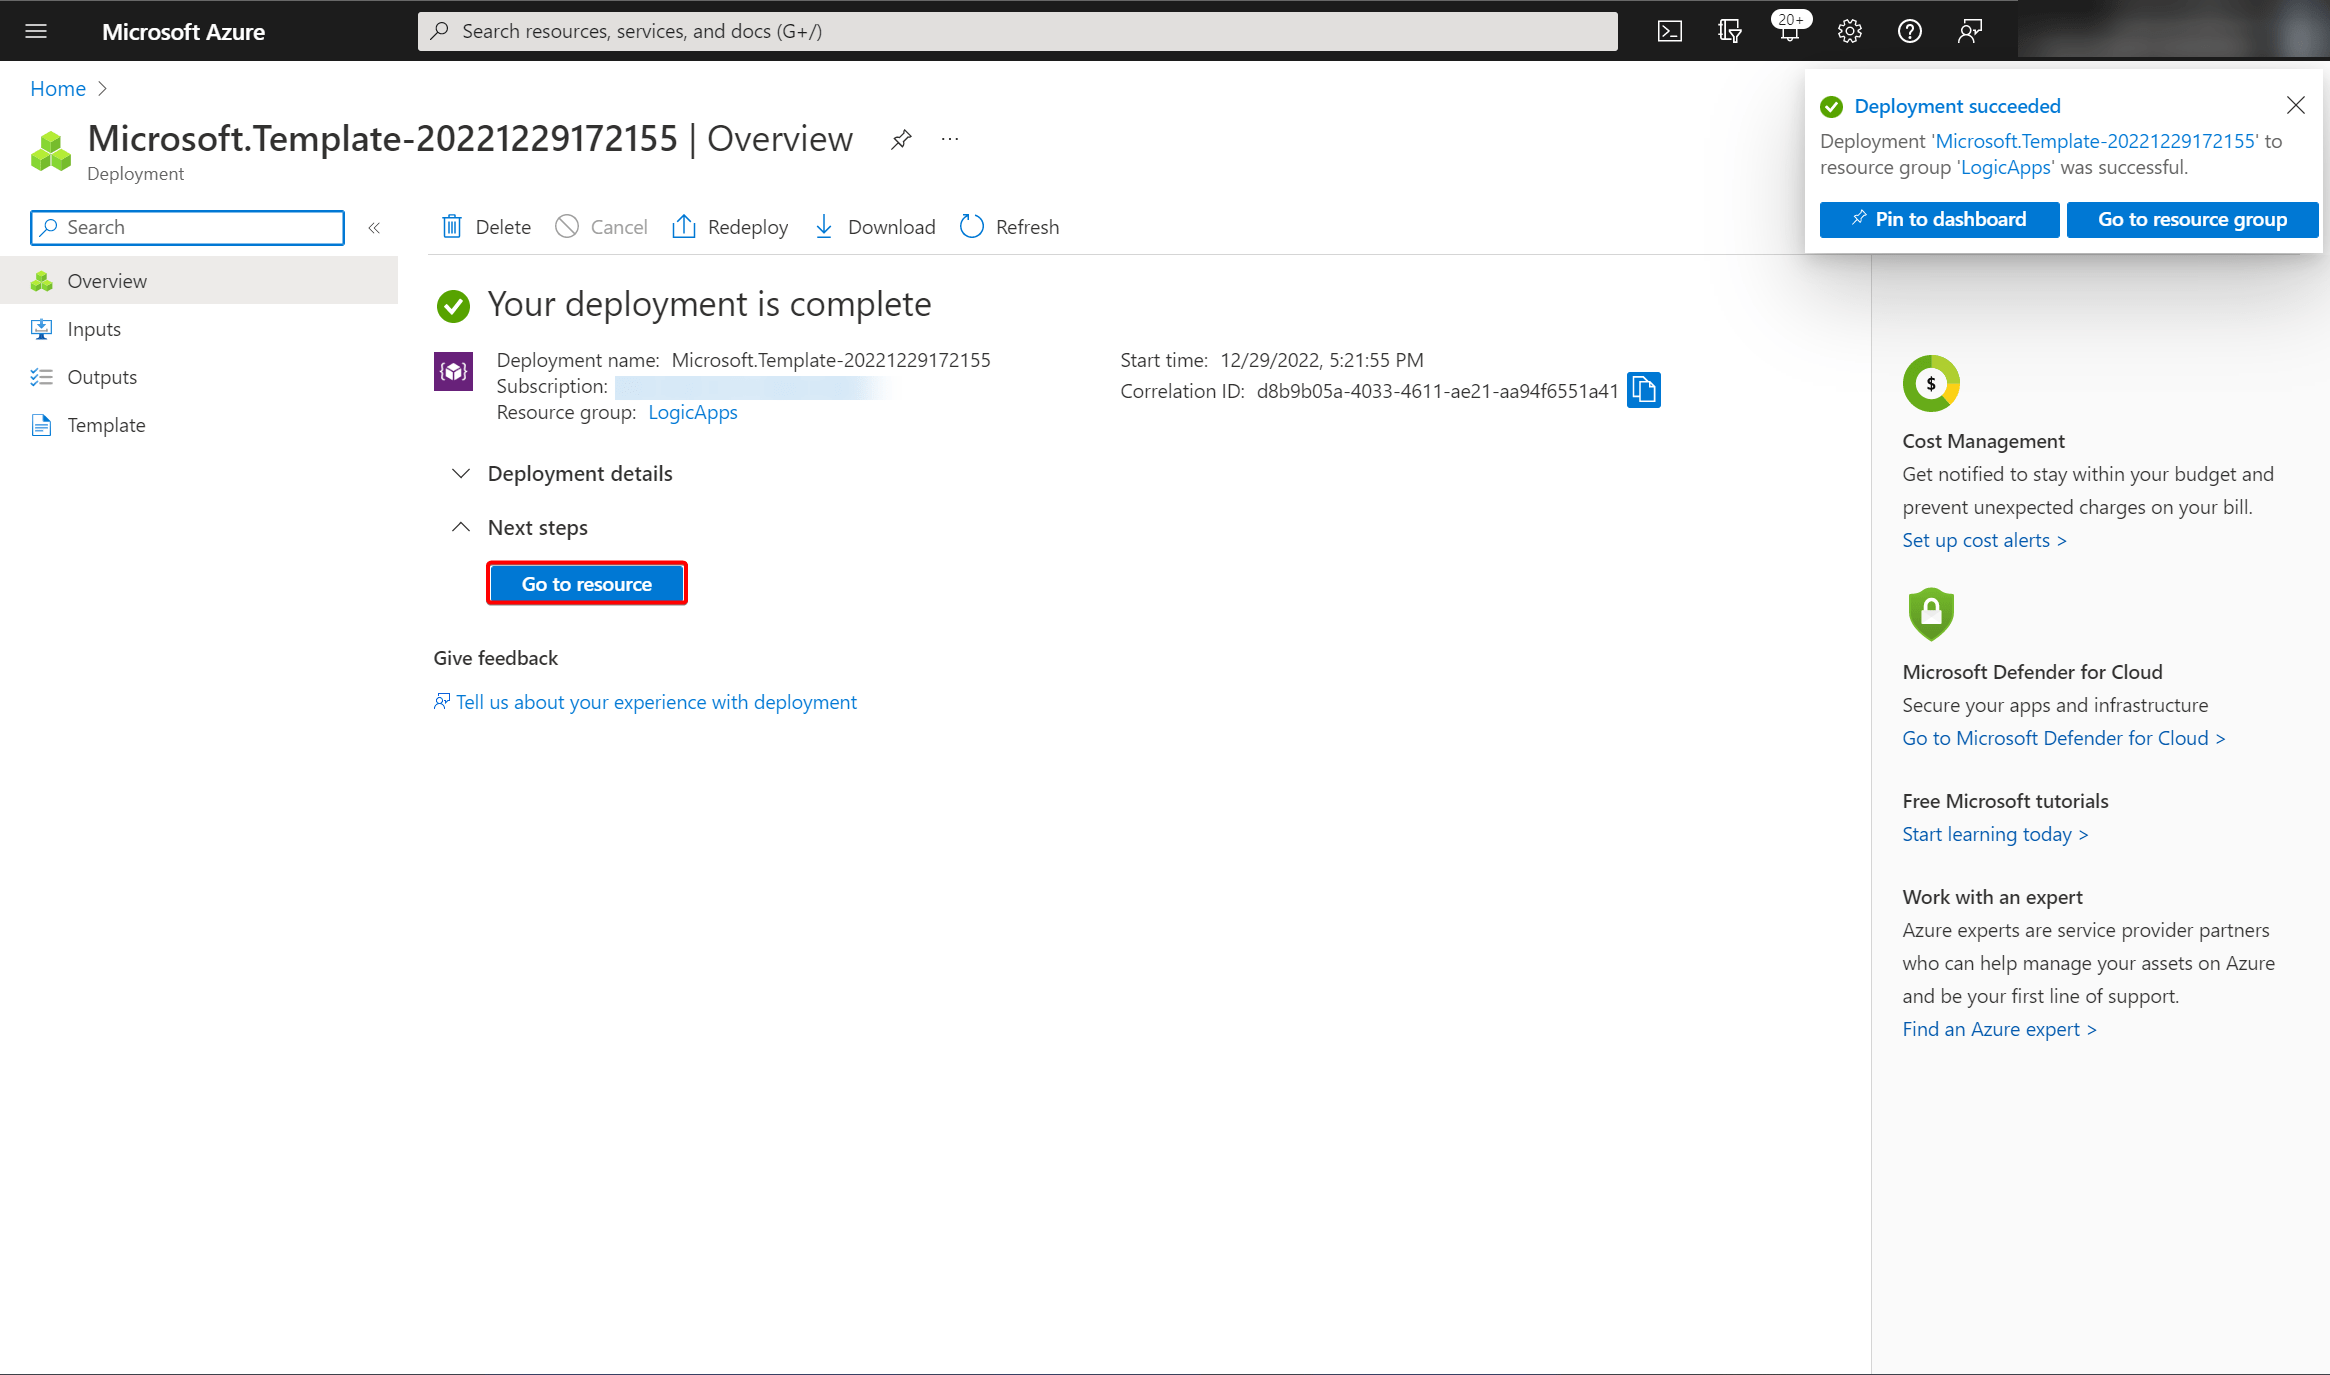 Microsoft Azure
Search resources, services, and docs (G+/)
20+
Home
Microsoft.Template-20221229172155 | Overview
Deployment
Deployment succeeded
Deployment 'Microsoft.Template-20221229172155' to
resource group 'LogicApps' was successful.
Pin to dashboard
Go to resource group
Search
«
Delete
Cancel
Redeploy
Download
Refresh
Overview
Inputs
Outputs
Template
Your deployment is complete
Deployment name: Microsoft.Template-20221229172155
Subscription:
Resource group: LogicApps
Start time: 12/29/2022, 5:21:55 PM
Correlation ID: d8b9b05a-4033-4611-ae21-aa94f6551a41
Deployment details
Next steps
Go to resource
Give feedback
Tell us about your experience with deployment
$
Cost Management
Get notified to stay within your budget and
prevent unexpected charges on your bill.
Set up cost alerts >
Microsoft Defender for Cloud
Secure your apps and infrastructure
Go to Microsoft Defender for Cloud >
Free Microsoft tutorials
Start learning today >
Work with an expert
Azure experts are service provider partners
who can help manage your assets on Azure
and be your first line of support.
Find an Azure expert >